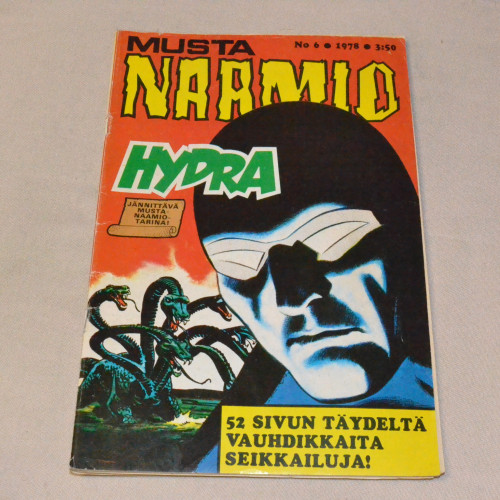 MUSTA
No 6 • 1978 • 3:50
NAAMIO
HYDRA
JÄNNITTÄVÄ
MUSTA-
NAAMIO-
TARINA!
52 SIVUN TÄYDELTÄ
VAUHDIKKAITA
SEIKKAILUJA!